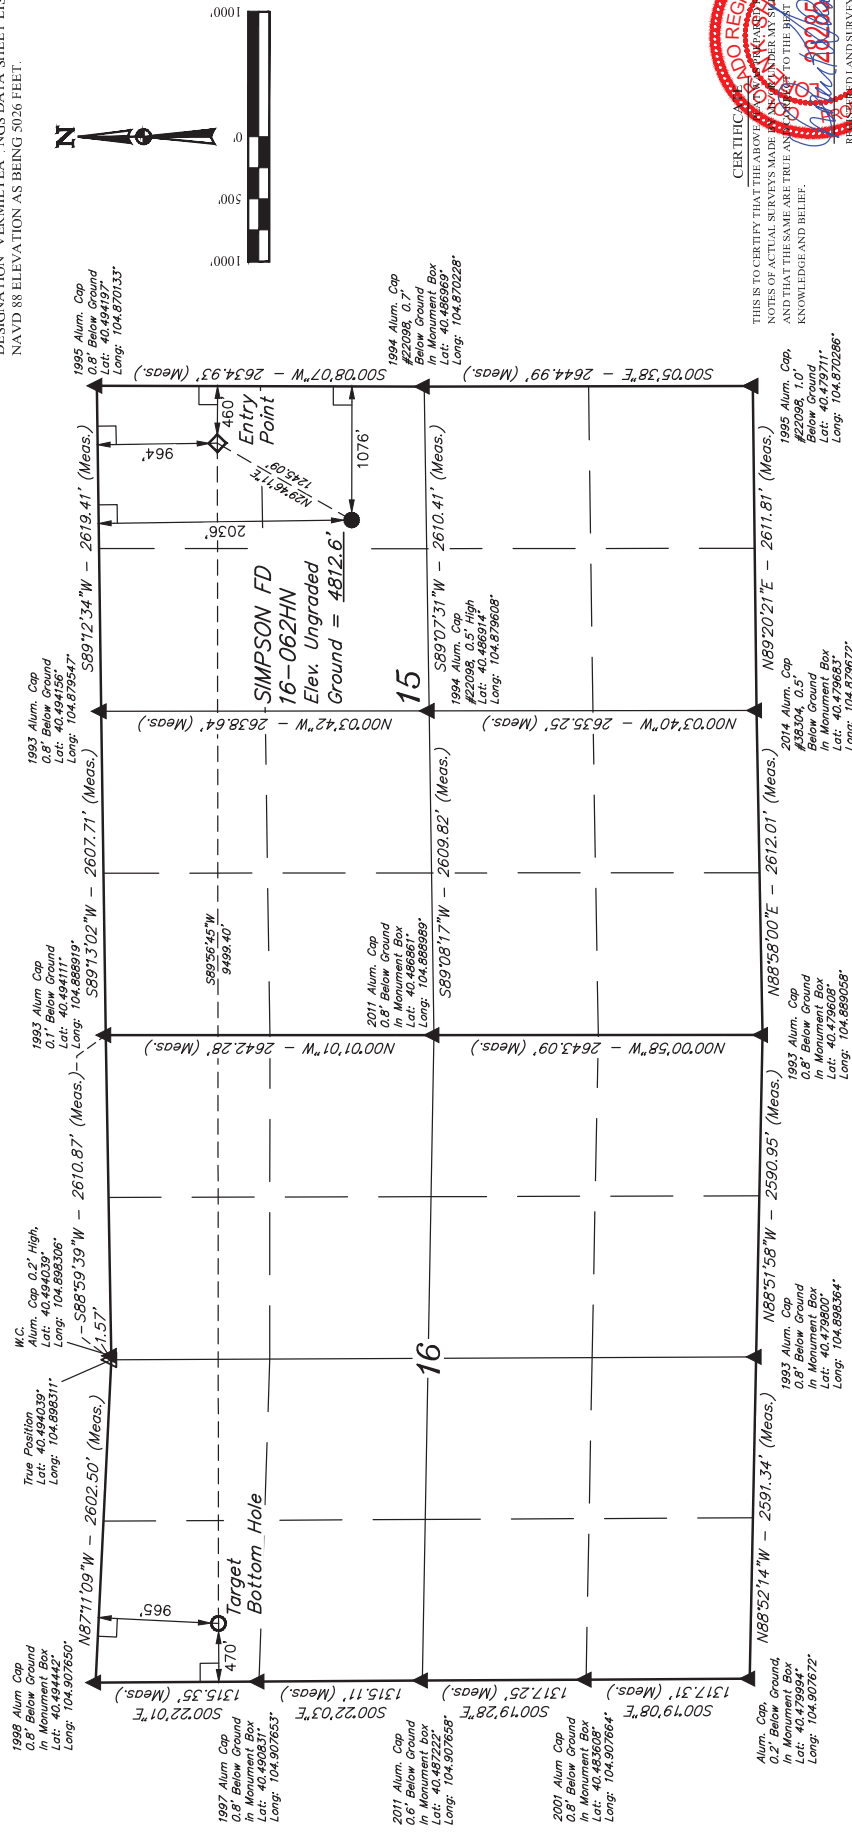 DESIGNATION "VERMIETEA". NGS DATA SHEET LIS
NAVD 88 ELEVATION AS BEING 5026 FEET.
N
1000'
500'
0'
1000'
1998 Alum Cap
0.8' Below Ground
In Monument Box
Lat: 40.494442°
Long: 104.907650°
N87°11'09"W – 2602.50' (Meas.)
True Position
Lat: 40.494039°
Long: 104.898311°
W.C.
Alum. Cap 0.2' High,
Lat: 40.494039°
Long: 104.898306°
1.57'
S88°59'39"W – 2610.87' (Meas.)
1993 Alum Cap
0.1' Below Ground
Lat: 40.494111°
Long: 104.888919°
S89°13'02"W – 2607.71' (Meas.)
1993 Alum. Cap
0.8' Below Ground
Lat: 40.494156°
Long: 104.879547°
S89°12'34"W – 2619.41' (Meas.)
1995 Alum. Cap
0.8' Below Ground
Lat: 40.494197°
Long: 104.870133°
S00°22'01"E
1315.35' (Meas.)
965'
470'
Target
Bottom Hole
S89°56'45"W
9499.40'
964'
460'
Entry
Point
2036'
N29°46'11"E
1245.09'
1076'
SIMPSON FD
16-062HN
Elev. Ungraded
Ground = 4812.6'
S00°08'07"W – 2634.93' (Meas.)
N00°03'42"W – 2638.64' (Meas.)
N00°01'01"W – 2642.28' (Meas.)
1997 Alum Cap
0.8' Below Ground
In Monument Box
Lat: 40.490831°
Long: 104.907653°
S00°22'03"E
1315.11' (Meas.)
2011 Alum. Cap
0.6' Below Ground
In Monument box
Lat: 40.487222°
Long: 104.907658°
16
2011 Alum. Cap
0.8' Below Ground
In Monument Box
Lat: 40.486861°
Long: 104.888989°
S89°08'17"W – 2609.82' (Meas.)
15
1994 Alum. Cap
#22098, 0.5' High
Lat: 40.486914°
Long: 104.879608°
S89°07'31"W – 2610.41' (Meas.)
1994 Alum. Cap
#22098, 0.7'
Below Ground
In Monument Box
Lat: 40.486969°
Long: 104.870228°
S00°19'28"E
1317.25' (Meas.)
2001 Alum Cap
0.8' Below Ground
In Monument Box
Lat: 40.483608°
Long: 104.907664°
S00°19'08"E
1317.31' (Meas.)
N00°00'58"W – 2643.09' (Meas.)
N00°03'40"W – 2635.25' (Meas.)
S00°05'38"E – 2644.99' (Meas.)
Alum. Cap,
0.2' Below Ground,
In Monument Box
Lat: 40.479994°
Long: 104.907672°
N88°52'14"W – 2591.34' (Meas.)
1993 Alum. Cap
0.8' Below Ground
In Monument Box
Lat: 40.479800°
Long: 104.898364°
N88°51'58"W – 2590.95' (Meas.)
1993 Alum. Cap
0.8' Below Ground
In Monument Box
Lat: 40.479608°
Long: 104.889058°
N88°58'00"E – 2612.01' (Meas.)
2014 Alum. Cap
#38304, 0.5'
Below Ground
In Monument Box
Lat: 40.479683°
Long: 104.879672°
N89°20'21"E – 2611.81' (Meas.)
1995 Alum. Cap,
#22098, 1.0'
Below Ground
Lat: 40.479711°
Long: 104.870286°
CERTIFICATE
THIS IS TO CERTIFY THAT THE ABOVE
NOTES OF ACTUAL SURVEYS MADE UNDER MY
AND THAT THE SAME ARE TRUE AND TO THE BEST
KNOWLEDGE AND BELIEF.
28285
REGISTERED LAND SURVEY